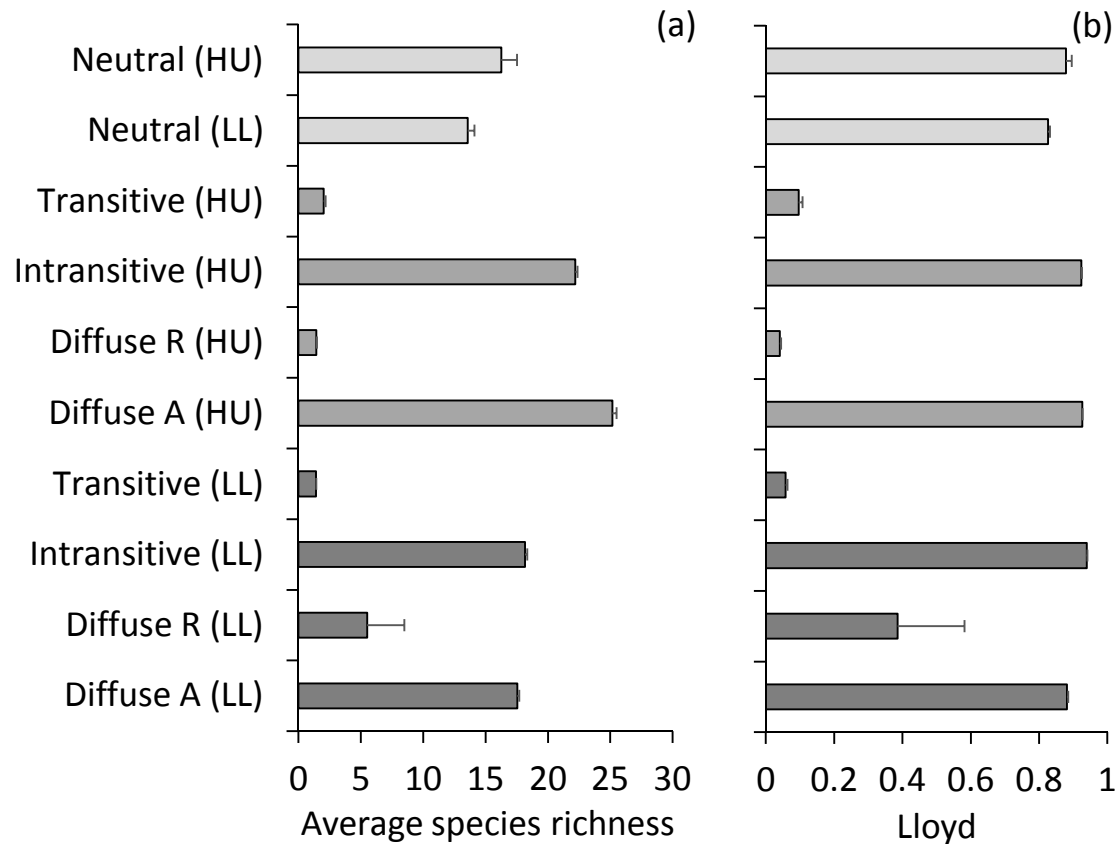 (a)
(b)
Neutral (HU)
Neutral (LL)
Transitive (HU)
Intransitive (HU)
Diffuse R (HU)
Diffuse A (HU)
Transitive (LL)
Intransitive (LL)
Diffuse R (LL)
Diffuse A (LL)
0 5 10 15 20 25 30
0 0.2 0.4 0.6 0.8 1
Average species richness
Lloyd